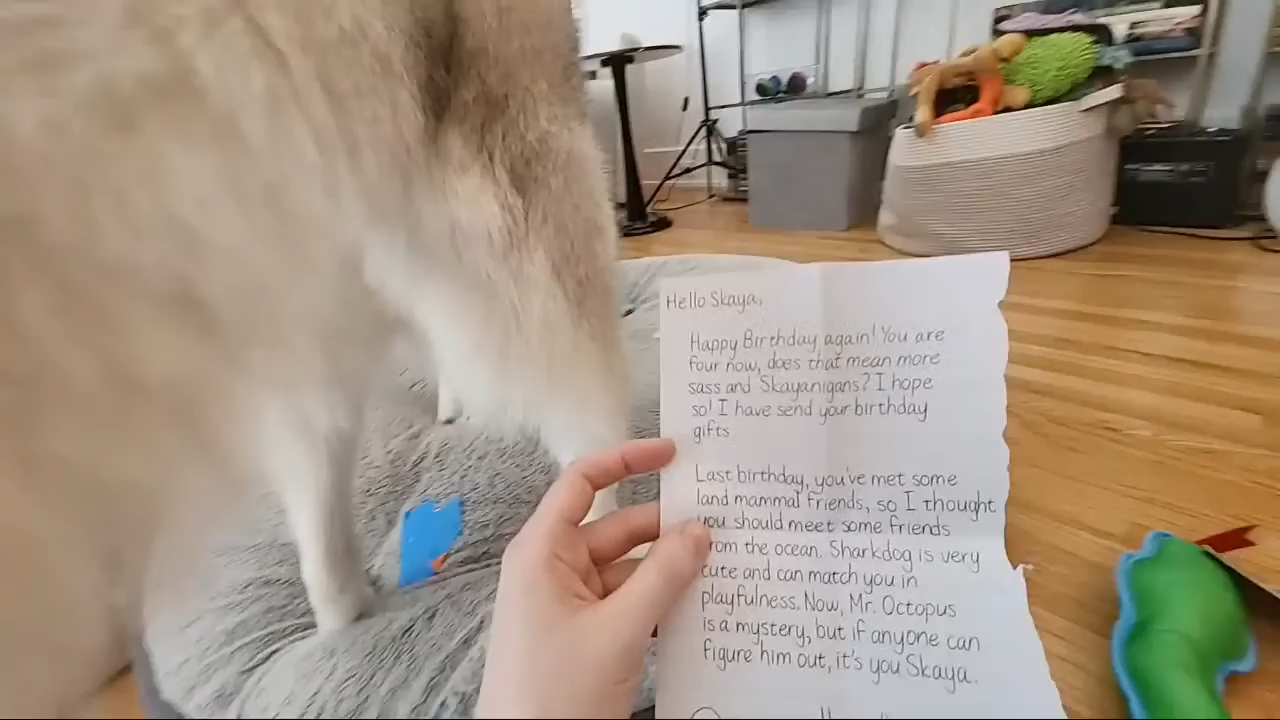 Hello Skaya,
Happy Birthday again! You are
four now, does that mean more
sass and Skayanigans? I hope
so! I have send your birthday
gifts
Last birthday, you've met some
land mammal friends, so I thought
you should meet some friends
from the ocean. Sharkdog is very
cute and can match you in
playfulness. Now, Mr. Octopus
is a mystery, but if anyone can
figure him out, it's you Skaya.